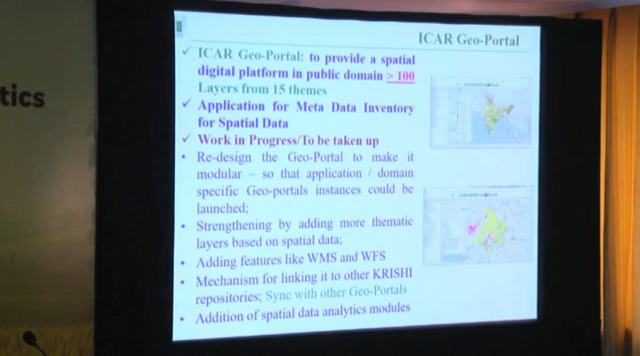 tics
ICAR Geo-Portal
ICAR Geo-Portal: to provide a spatial
digital platform in public domain > 100
Layers from 15 themes
Application for Meta Data Inventory
for Spatial Data
Work in Progress/To be taken up
Re-design the Geo-Portal to make it
modular – so that application / domain
specific Geo-portals instances could be
launched;
Strengthening by adding more thematic
layers based on spatial data;
Adding features like WMS and WFS
Mechanism for linking it to other KRISHI
repositories; Sync with other Geo-Portals
Addition of spatial data analytics modules